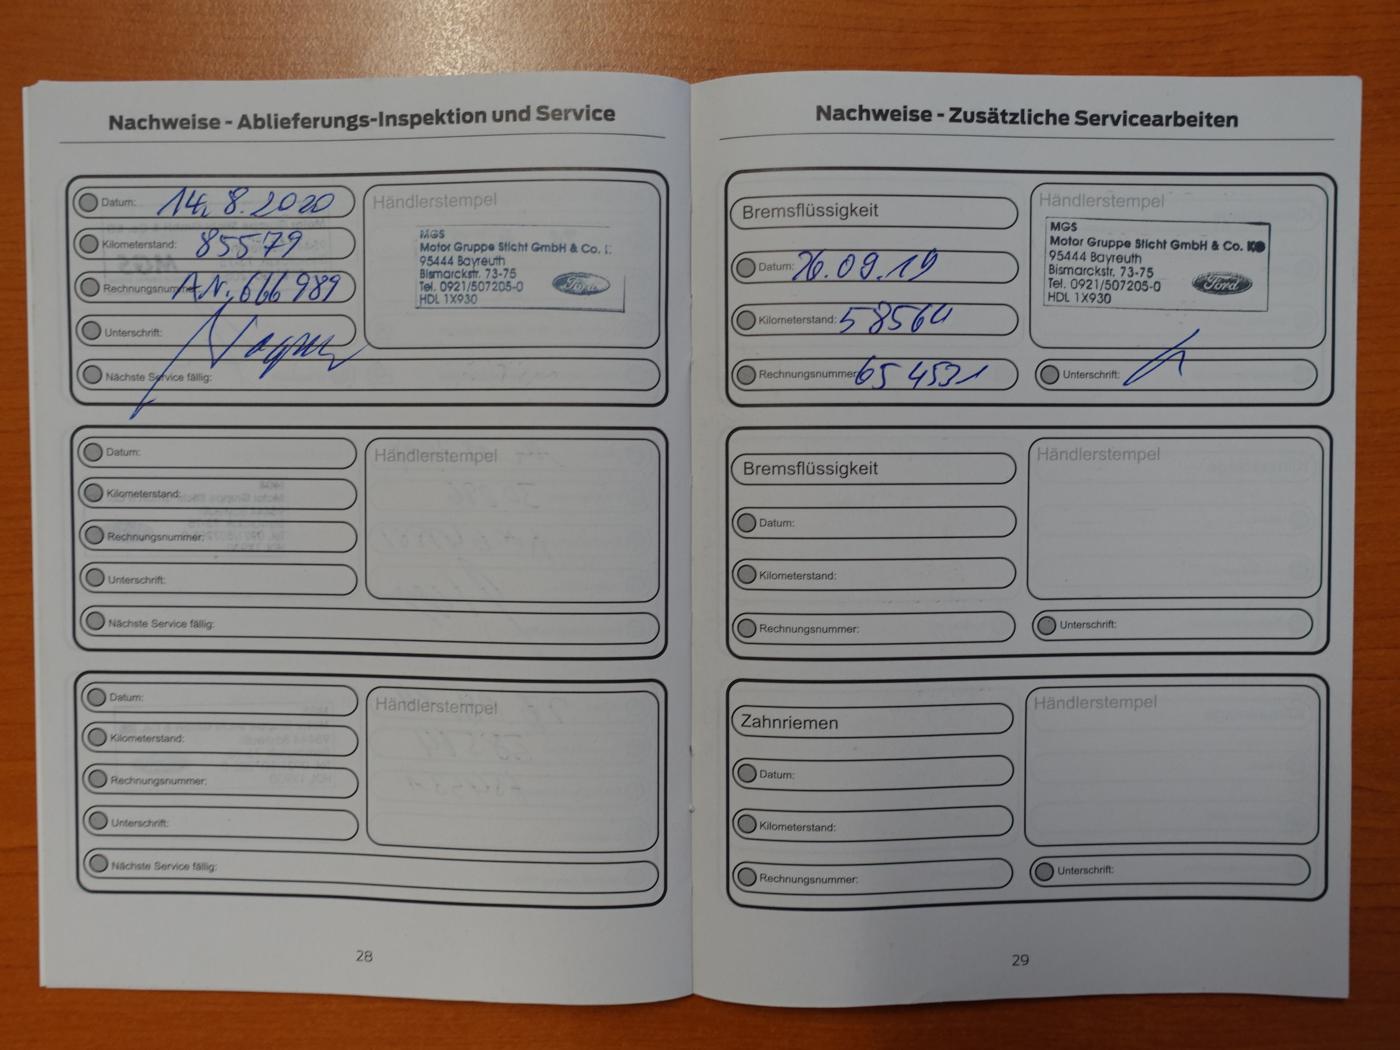 Nachweise - Ablieferungs-Inspektion und Service
Datum: 14. 8. 2020
Kilometerstand: 85579
Rechnungsnummer: A.N. 666 989
Unterschrift:
Nächste Service fällig:
Händlerstempel
MGS
Motor Gruppe Sticht GmbH & Co.
95444 Bayreuth
Bismarckstr. 73-75
Tel. 0921/507205-0
HDL 1X930
Ford
Datum:
Kilometerstand:
Rechnungsnummer:
Unterschrift:
Nächste Service fällig:
Händlerstempel
Datum:
Kilometerstand:
Rechnungsnummer:
Unterschrift:
Nächste Service fällig:
Händlerstempel
28
Nachweise - Zusätzliche Servicearbeiten
Bremsflüssigkeit
Datum: 26.09.19
Kilometerstand: 58564
Rechnungsnummer: 654531
Händlerstempel
MGS
Motor Gruppe Sticht GmbH & Co. KG
95444 Bayreuth
Bismarckstr. 73-75
Tel. 0921/507205-0
HDL 1X930
Ford
Unterschrift:
Bremsflüssigkeit
Datum:
Kilometerstand:
Rechnungsnummer:
Händlerstempel
Unterschrift:
Zahnriemen
Datum:
Kilometerstand:
Rechnungsnummer:
Händlerstempel
Unterschrift:
29